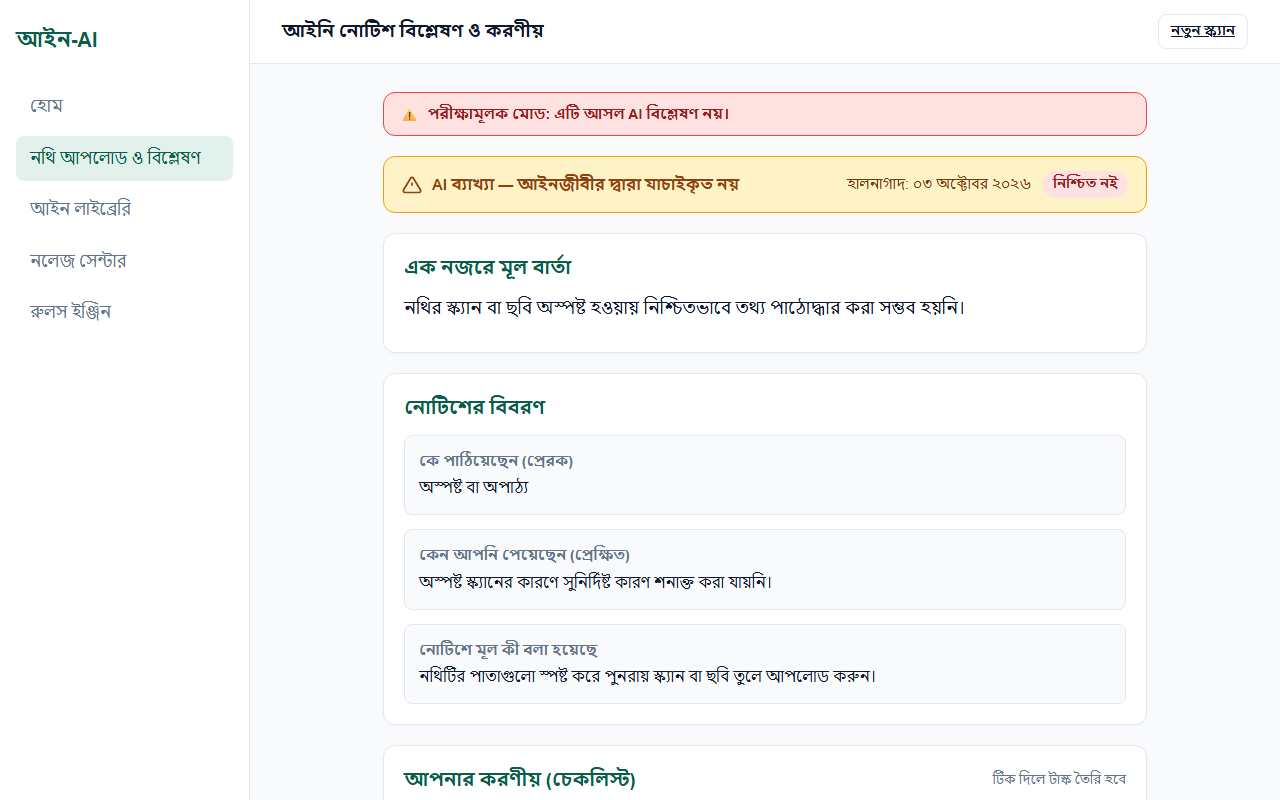 আইন-AI
হোম
নথি আপলোড ও বিশ্লেষণ
আইন লাইব্রেরি
নলেজ সেন্টার
রুলস ইঞ্জিন
আইনি নোটিশ বিশ্লেষণ ও করণীয়
নতুন স্ক্যান
পরীক্ষামূলক মোড: এটি আসল AI বিশ্লেষণ নয়।
AI ব্যাখ্যা — আইনজীবীর দ্বারা যাচাইকৃত নয়
হালনাগাদ: ০৩ অক্টোবর ২০২৬
নিশ্চিত নই
এক নজরে মূল বার্তা
নথির স্ক্যান বা ছবি অস্পষ্ট হওয়ায় নিশ্চিতভাবে তথ্য পাঠোদ্ধার করা সম্ভব হয়নি।
নোটিশের বিবরণ
কে পাঠিয়েছেন (প্রেরক)
অস্পষ্ট বা অপাঠ্য
কেন আপনি পেয়েছেন (প্রেক্ষিত)
অস্পষ্ট স্ক্যানের কারণে সুনির্দিষ্ট কারণ শনাক্ত করা যায়নি।
নোটিশে মূল কী বলা হয়েছে
নথিটির পাতাগুলো স্পষ্ট করে পুনরায় স্ক্যান বা ছবি তুলে আপলোড করুন।
আপনার করণীয় (চেকলিস্ট)
টিক দিলে টাস্ক তৈরি হবে